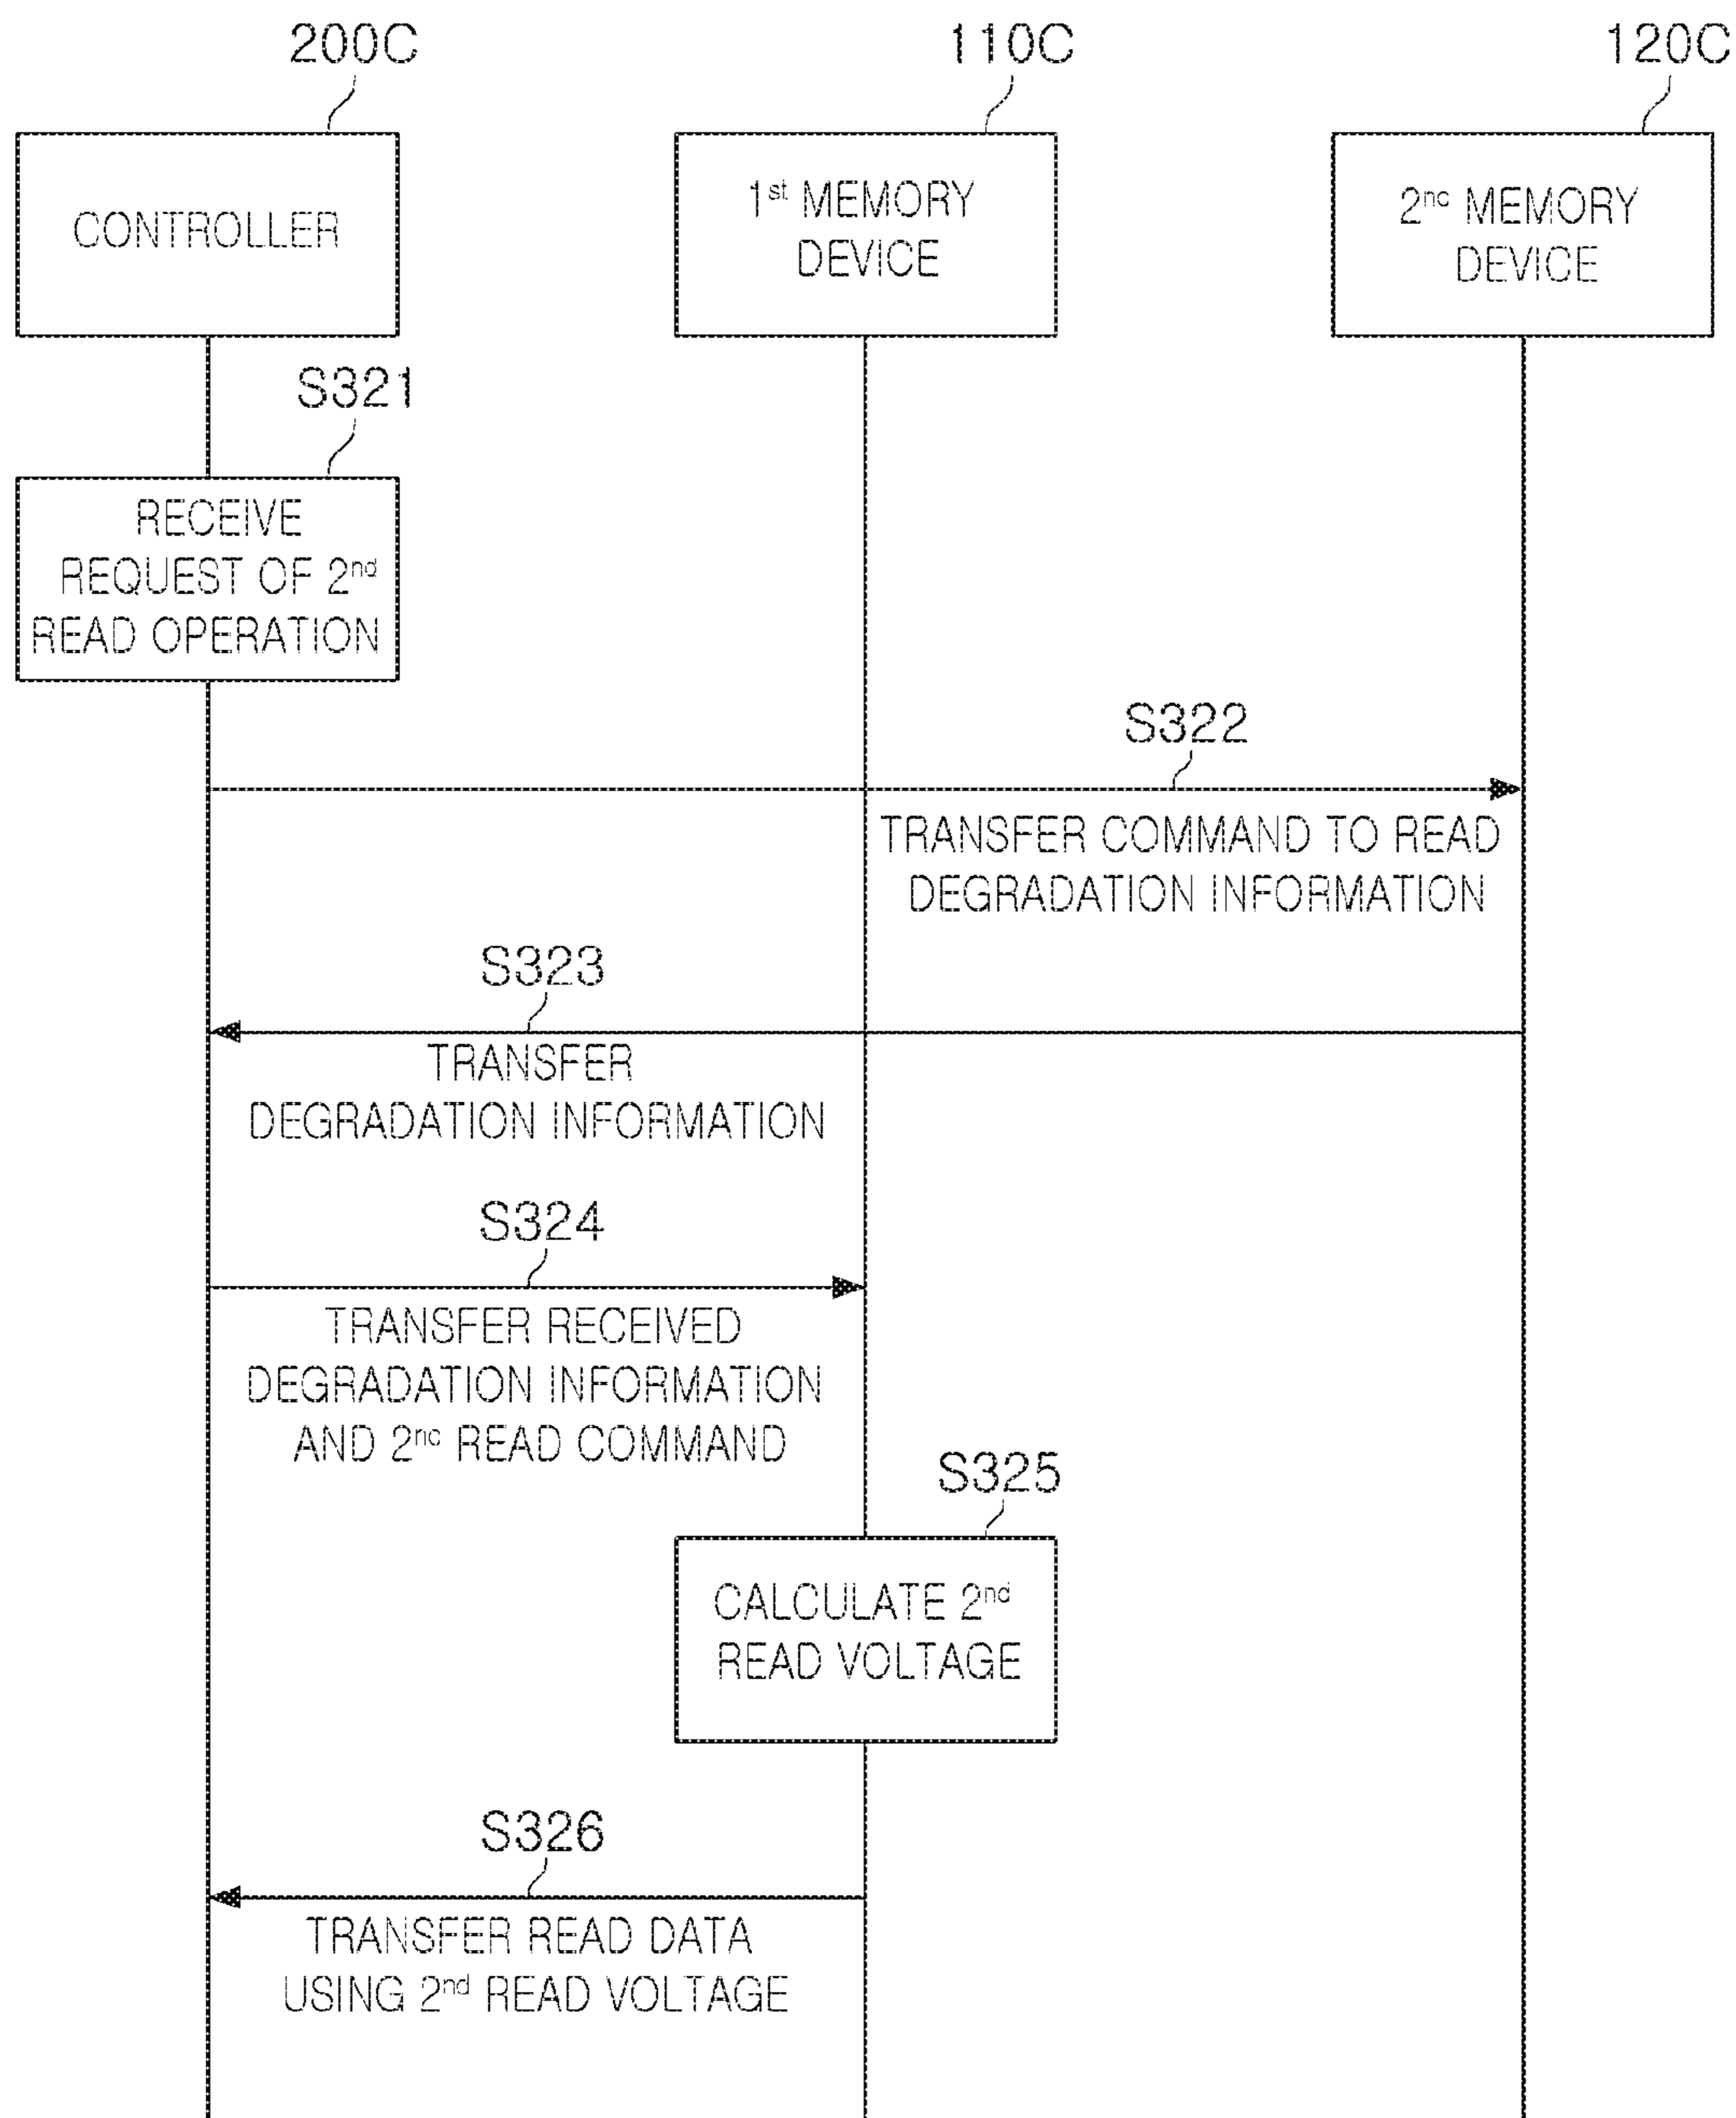 200C
110C
120C
CONTROLLER
1st MEMORY
DEVICE
2nd MEMORY
DEVICE
S321
RECEIVE
REQUEST OF 2nd
READ OPERATION
S322
TRANSFER COMMAND TO READ
DEGRADATION INFORMATION
S323
TRANSFER
DEGRADATION INFORMATION
S324
TRANSFER RECEIVED
DEGRADATION INFORMATION
AND 2nd READ COMMAND
S325
CALCULATE 2nd
READ VOLTAGE
S326
TRANSFER READ DATA
USING 2nd READ VOLTAGE